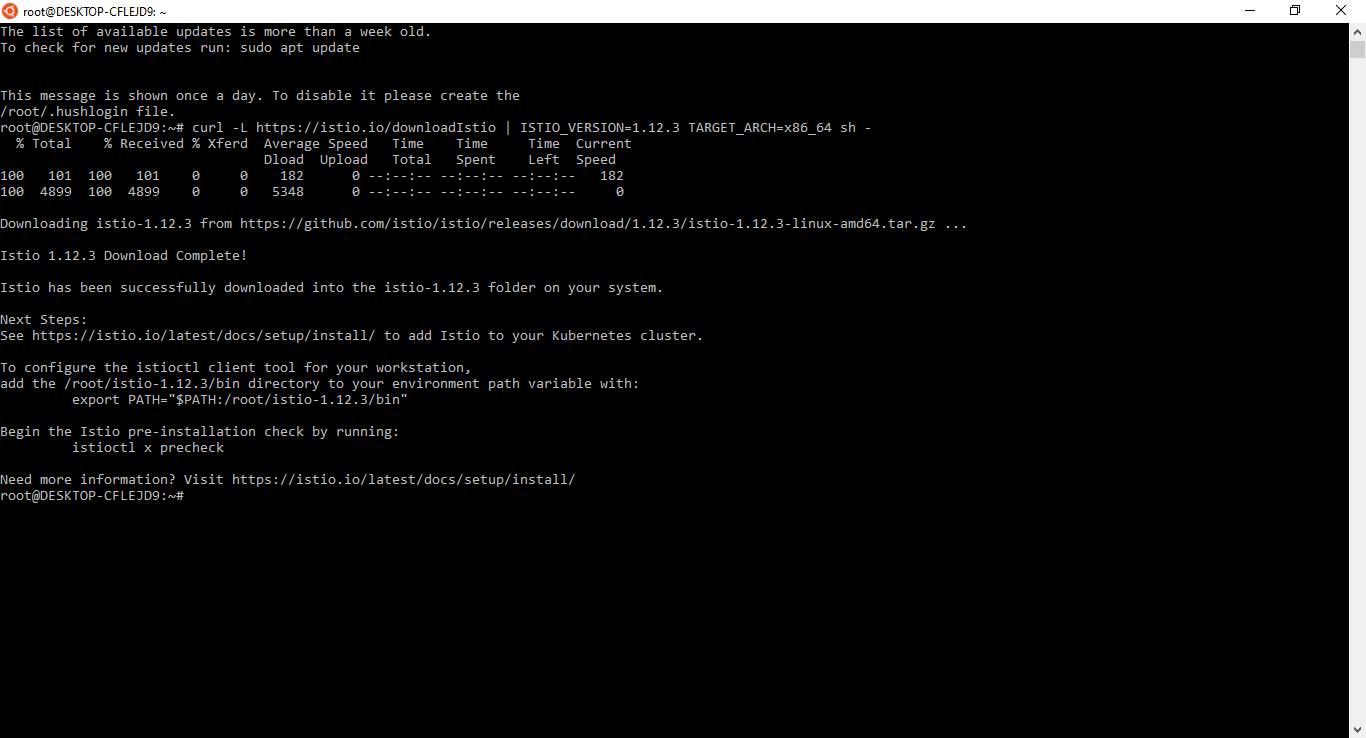 root@DESKTOP-CFLEJD9: ~
The list of available updates is more than a week old.
To check for new updates run: sudo apt update
This message is shown once a day. To disable it please create the
/root/.hushlogin file.
root@DESKTOP-CFLEJD9:~# curl -L https://istio.io/downloadIstio | ISTIO_VERSION=1.12.3 TARGET_ARCH=x86_64 sh -
  % Total    % Received % Xferd  Average Speed   Time    Time     Time  Current
                                 Dload  Upload   Total   Spent    Left  Speed
100   101  100   101    0     0    182      0 --:--:-- --:--:-- --:--:--   182
100  4899  100  4899    0     0   5348      0 --:--:-- --:--:-- --:--:--     0
Downloading istio-1.12.3 from https://github.com/istio/istio/releases/download/1.12.3/istio-1.12.3-linux-amd64.tar.gz ...
Istio 1.12.3 Download Complete!
Istio has been successfully downloaded into the istio-1.12.3 folder on your system.
Next Steps:
See https://istio.io/latest/docs/setup/install/ to add Istio to your Kubernetes cluster.
To configure the istioctl client tool for your workstation,
add the /root/istio-1.12.3/bin directory to your environment path variable with:
         export PATH="$PATH:/root/istio-1.12.3/bin"
Begin the Istio pre-installation check by running:
         istioctl x precheck
Need more information? Visit https://istio.io/latest/docs/setup/install/
root@DESKTOP-CFLEJD9:~#